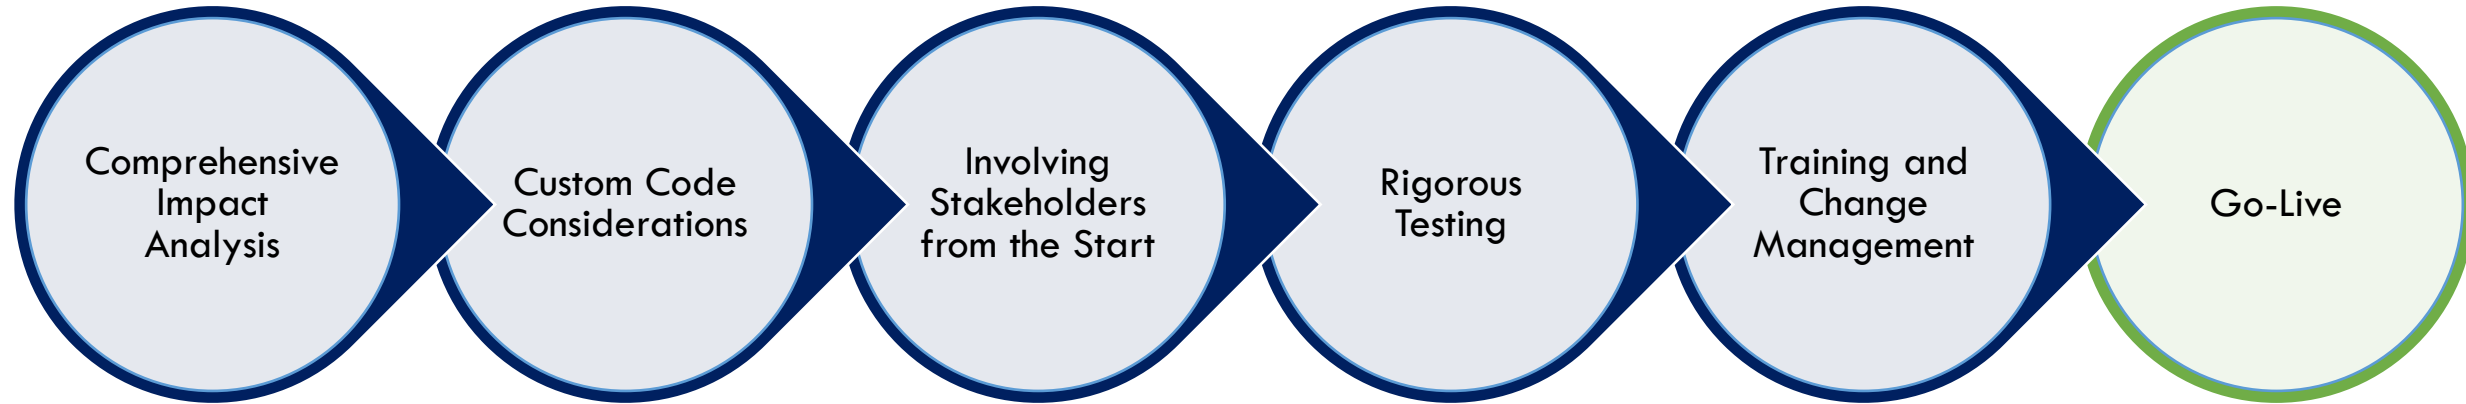 Comprehensive
Impact
Analysis
Custom Code
Considerations
Involving
Stakeholders
from the Start
Rigorous
Testing
Training and
Change
Management
Go-Live